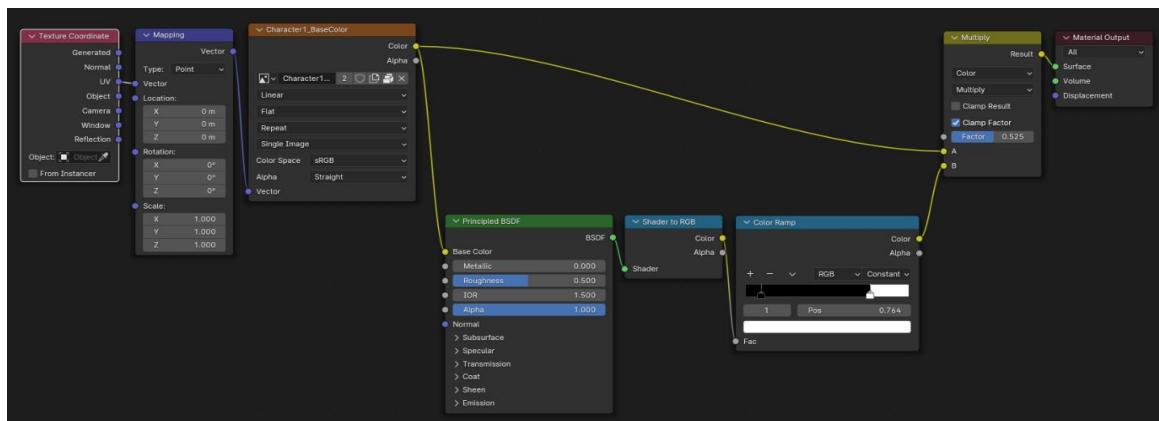 Texture Coordinate
Generated
Normal
UV
Object
Camera
Window
Reflection
Object: Object
From Instancer
Mapping
Vector
Type: Point
Vector
Location:
X 0 m
Y 0 m
Z 0 m
Rotation:
X 0°
Y 0°
Z 0°
Scale:
X 1.000
Y 1.000
Z 1.000
Character1_BaseColor
Color
Alpha
Character1... 2
Linear
Flat
Repeat
Single Image
Color Space sRGB
Alpha Straight
Vector
Principled BSDF
BSDF
Base Color
Metallic 0.000
Roughness 0.500
IOR 1.500
Alpha 1.000
Normal
Subsurface
Specular
Transmission
Coat
Sheen
Emission
Shader to RGB
Color
Alpha
Shader
Color Ramp
Color
Alpha
RGB Constant
1 Pos 0.764
Fac
Multiply
Result
Color
Multiply
Clamp Result
Clamp Factor
Factor 0.525
A
B
Material Output
All
Surface
Volume
Displacement